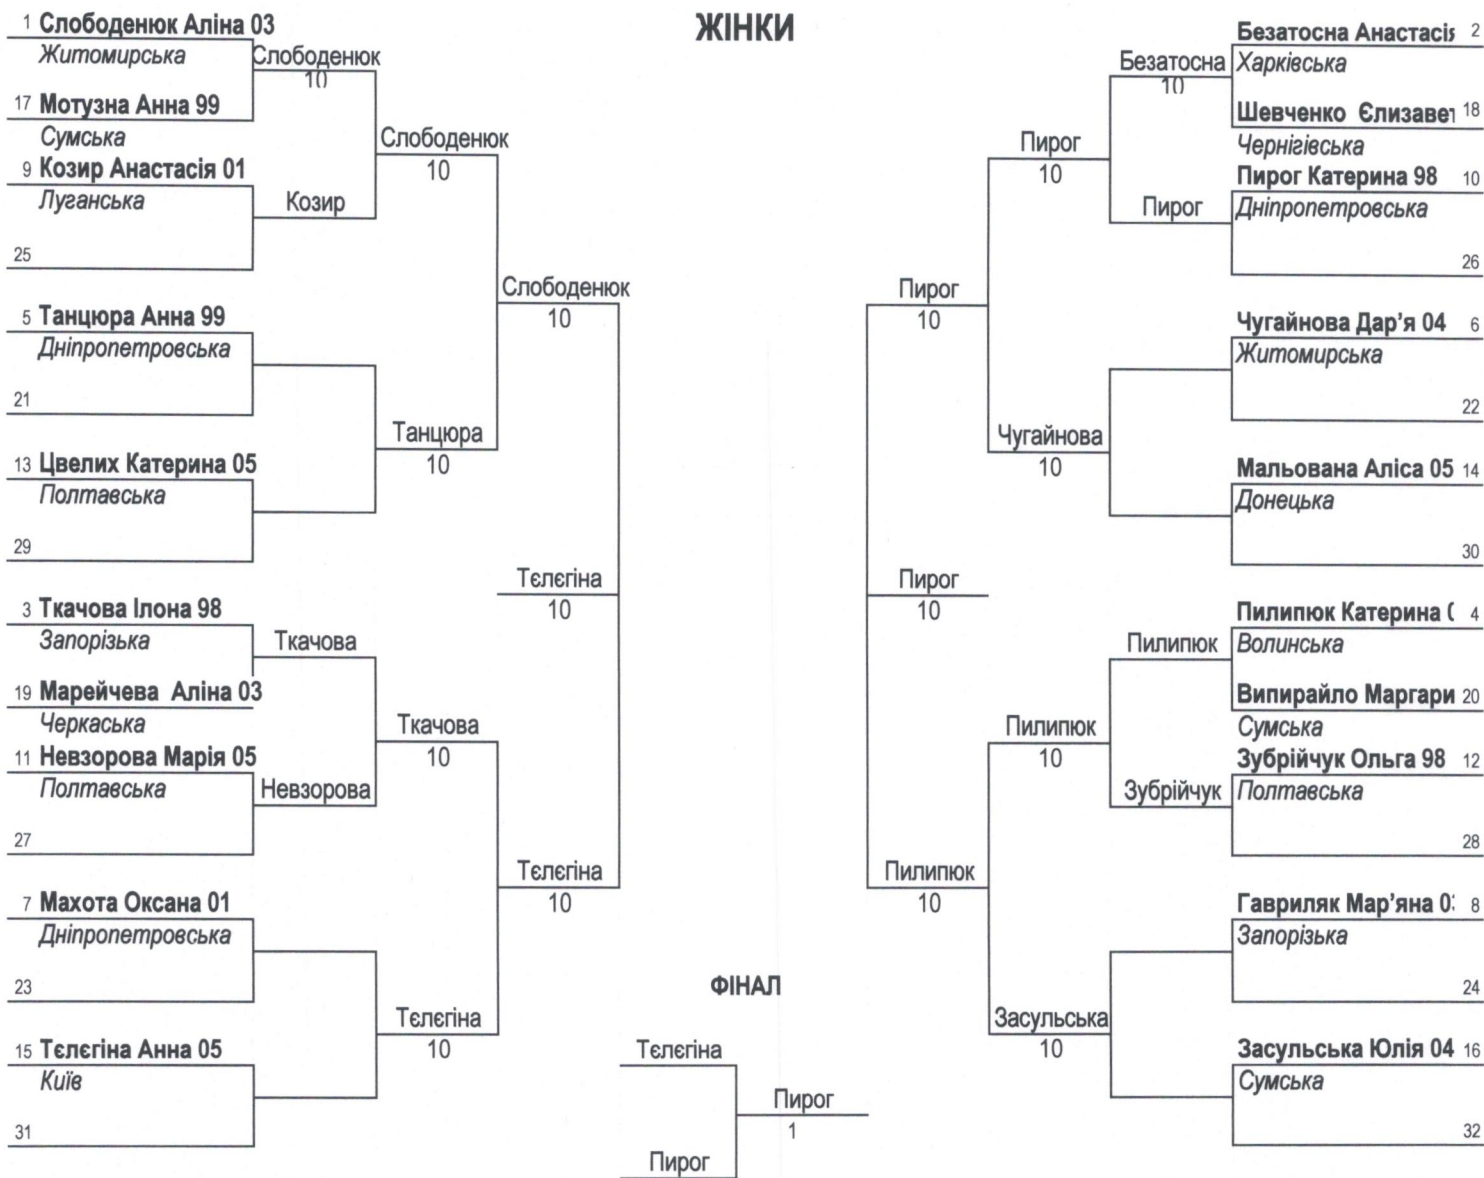 ЖІНКИ
1 Слободенюк Аліна 03
Житомирська
17 Мотузна Анна 99
Сумська
9 Козир Анастасія 01
Луганська
25
5 Танцюра Анна 99
Дніпропетровська
21
13 Цвелих Катерина 05
Полтавська
29
3 Ткачова Ілона 98
Запорізька
19 Марейчева Аліна 03
Черкаська
11 Невзорова Марія 05
Полтавська
27
7 Махота Оксана 01
Дніпропетровська
23
15 Тєлєгіна Анна 05
Київ
31
Слободенюк
10
Козир
Ткачова
Невзорова
Слободенюк
10
Танцюра
10
Ткачова
10
Тєлєгіна
10
Слободенюк
10
Тєлєгіна
10
Тєлєгіна
10
ФІНАЛ
Тєлєгіна
Пирог
Пирог
1
Пирог
10
Пирог
10
Пилипюк
10
Пирог
10
Чугайнова
10
Пилипюк
10
Засульська
10
Безатосна
10
Пирог
Пилипюк
Зубрійчук
Безатосна Анастасія 2
Харківська
Шевченко Єлизавет 18
Чернігівська
Пирог Катерина 98 10
Дніпропетровська
26
Чугайнова Дар’я 04 6
Житомирська
22
Мальована Аліса 05 14
Донецька
30
Пилипюк Катерина 4
Волинська
Випирайло Маргари 20
Сумська
Зубрійчук Ольга 98 12
Полтавська
28
Гавриляк Мар’яна 8
Запорізька
24
Засульська Юлія 04 16
Сумська
32